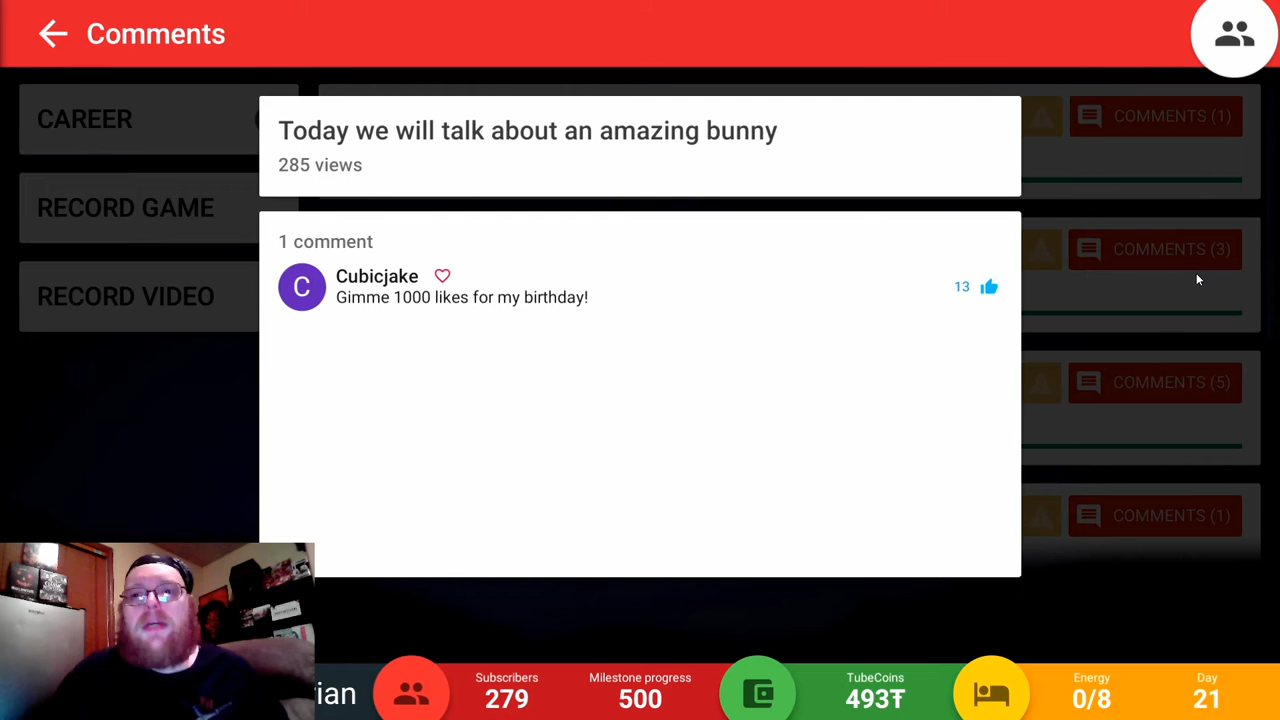 Comments
CAREER
RECORD GAME
RECORD VIDEO
Today we will talk about an amazing bunny
285 views
1 comment
C
Cubicjake
Gimme 1000 likes for my birthday!
13
COMMENTS (1)
COMMENTS (3)
COMMENTS (5)
COMMENTS (1)
ian
Subscribers
279
Milestone progress
500
TubeCoins
493Ŧ
Energy
0/8
Day
21